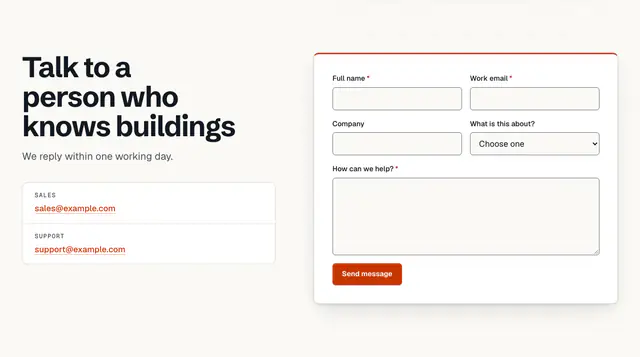 Talk to a
person who
knows buildings
We reply within one working day.
SALES
sales@example.com
SUPPORT
support@example.com
Full name *
Work email *
Company
What is this about?
Choose one
How can we help? *
Send message